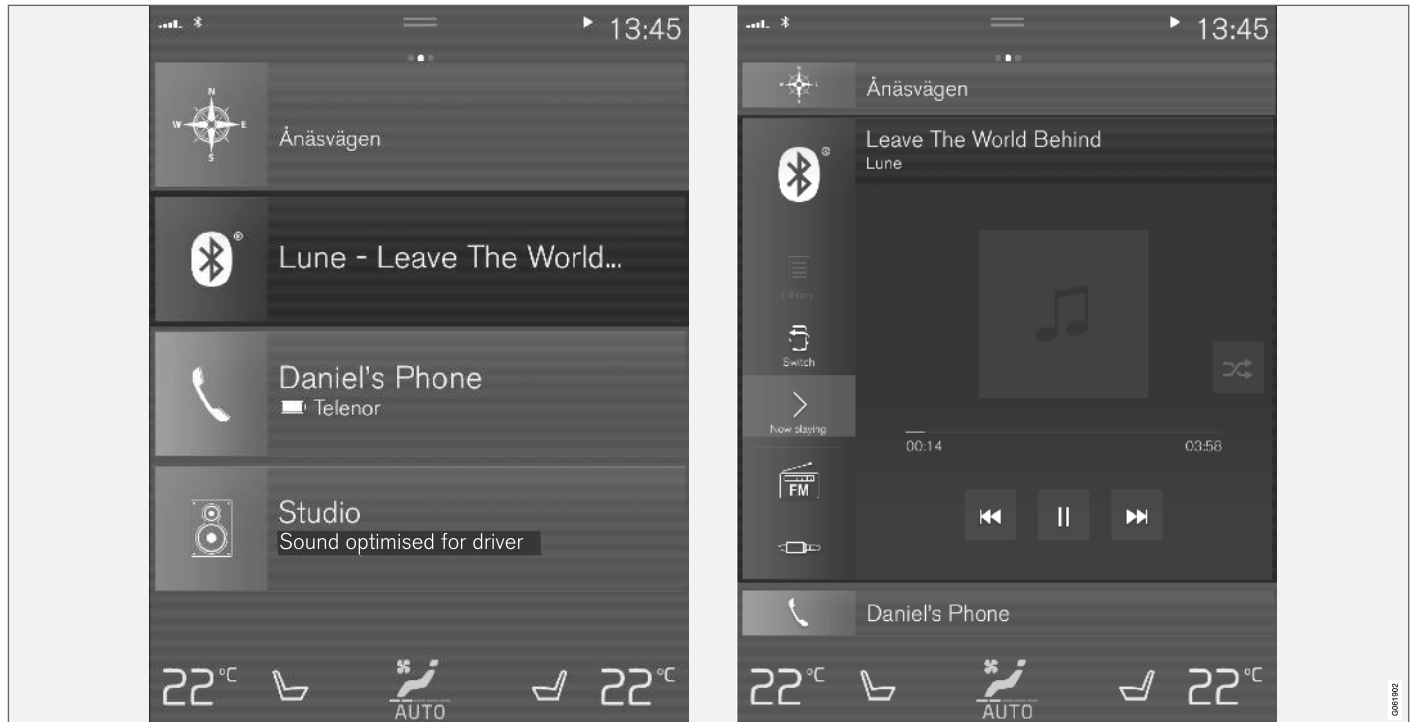 13:45
N
W E
S
Ånäsvägen
Lune - Leave The World...
Daniel's Phone
Telenor
Studio
Sound optimised for driver
22°C
AUTO
22°C
13:45
Ånäsvägen
Leave The World Behind
Lune
Library
Switch
Now playing
00:14
03:58
FM
Daniel's Phone
22°C
AUTO
22°C
G061902